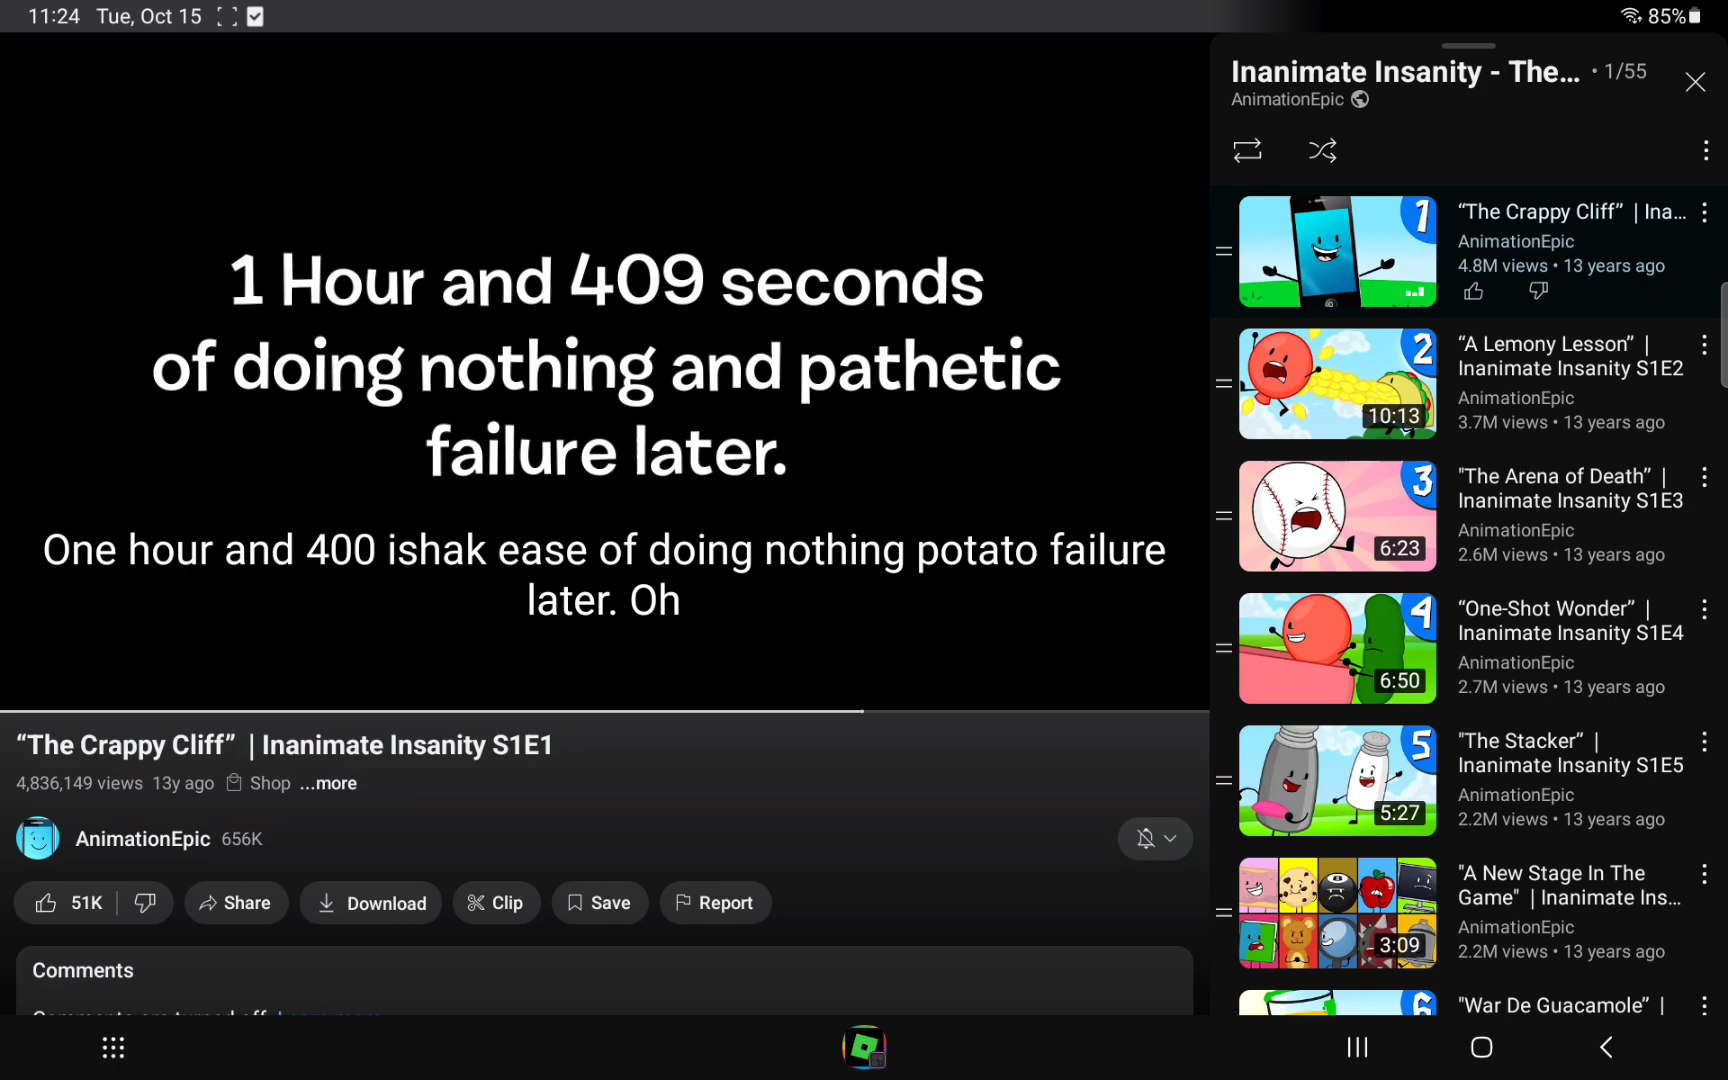 11:24 Tue, Oct 15
85%
1 Hour and 409 seconds
of doing nothing and pathetic
failure later.
One hour and 400 ishak ease of doing nothing potato failure
later. Oh
“The Crappy Cliff” | Inanimate Insanity S1E1
4,836,149 views 13y ago Shop ...more
AnimationEpic 656K
51K
Share
Download
Clip
Save
Report
Comments
Inanimate Insanity - The... • 1/55
AnimationEpic
1
“The Crappy Cliff” | Ina...
AnimationEpic
4.8M views • 13 years ago
2
10:13
“A Lemony Lesson” |
Inanimate Insanity S1E2
AnimationEpic
3.7M views • 13 years ago
3
6:23
"The Arena of Death” |
Inanimate Insanity S1E3
AnimationEpic
2.6M views • 13 years ago
4
6:50
“One-Shot Wonder” |
Inanimate Insanity S1E4
AnimationEpic
2.7M views • 13 years ago
5
5:27
"The Stacker” |
Inanimate Insanity S1E5
AnimationEpic
2.2M views • 13 years ago
3:09
"A New Stage In The
Game" | Inanimate Ins...
AnimationEpic
2.2M views • 13 years ago
6
"War De Guacamole” |